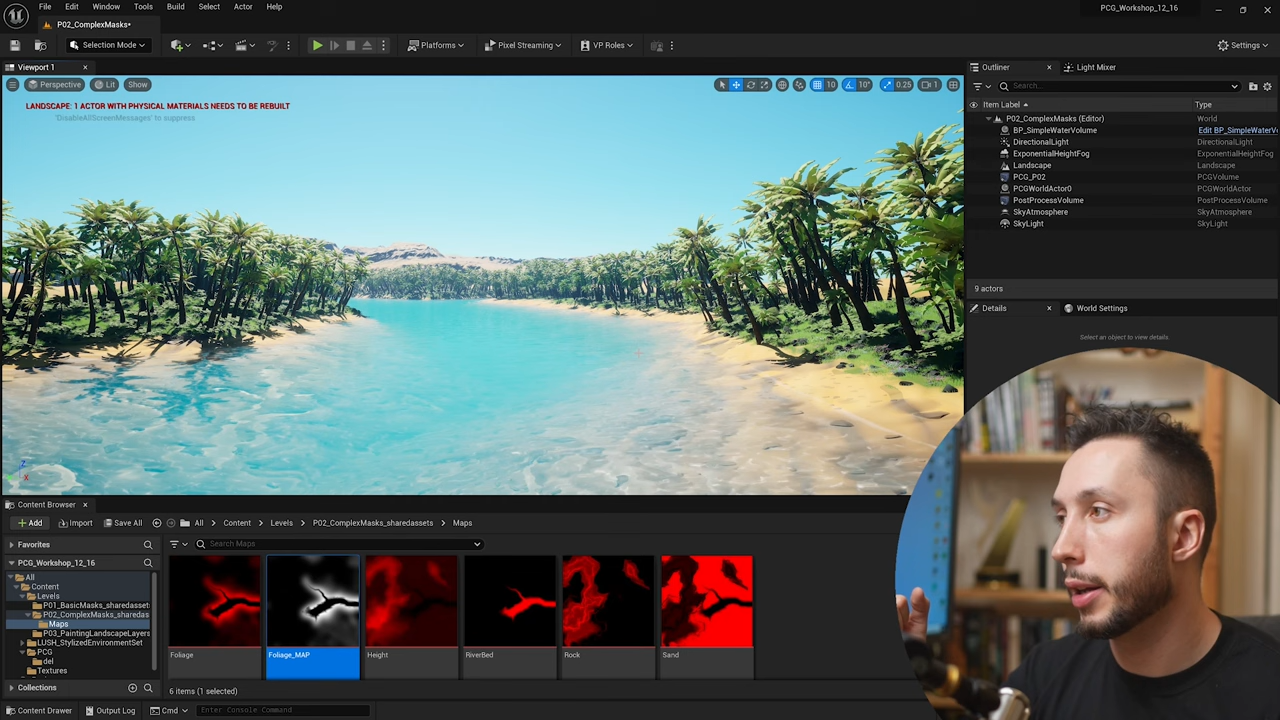 File Edit Window Tools Build Select Actor Help
PCG_Workshop_12_16
P02_ComplexMasks*
Selection Mode
Platforms
Pixel Streaming
VP Roles
Settings
Viewport 1
Perspective
Lit
Show
10
10°
0.25
1
LANDSCAPE: 1 ACTOR WITH PHYSICAL MATERIALS NEEDS TO BE REBUILT
'DisableAllScreenMessages' to suppress
Outliner
Light Mixer
Search...
Item Label Type
P02_ComplexMasks (Editor) World
BP_SimpleWaterVolume Edit BP_SimpleWaterV
DirectionalLight DirectionalLight
ExponentialHeightFog ExponentialHeightFog
Landscape Landscape
PCG_P02 PCGVolume
PCGWorldActor0 PCGWorldActor
PostProcessVolume PostProcessVolume
SkyAtmosphere SkyAtmosphere
SkyLight SkyLight
9 actors
Details
World Settings
Select an object to view details.
Content Browser
Add
Import
Save All
All > Content > Levels > P02_ComplexMasks_sharedassets > Maps
Favorites
Search Maps
PCG_Workshop_12_16
All
Content
Levels
P01_BasicMasks_sharedasset
P02_ComplexMasks_sharedas
Maps
P03_PaintingLandscapeLayers
LUSH_StylizedEnvironmentSet
PCG
del
Textures
Collections
Foliage
Foliage_MAP
Height
RiverBed
Rock
Sand
6 items (1 selected)
Content Drawer
Output Log
Cmd
Enter Console Command